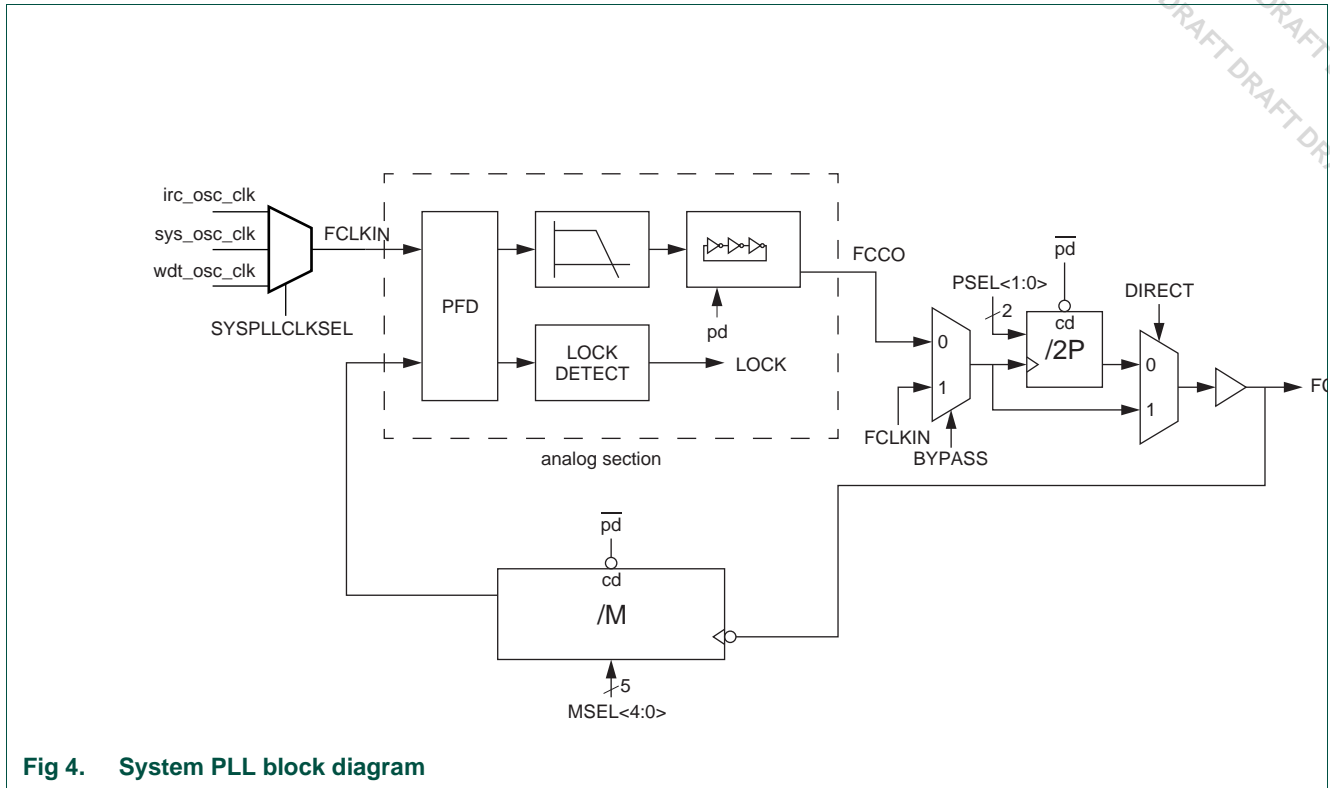 DRAFT
DRAFT DRAFT DRAFT
irc_osc_clk
sys_osc_clk
wdt_osc_clk
FCLKIN
SYSPLLCLKSEL
PFD
LOCK
DETECT
LOCK
pd
analog section
FCCO
FCLKIN
BYPASS
0
1
PSEL<1:0>
2
pd
cd
/2P
DIRECT
0
1
pd
cd
/M
5
MSEL<4:0>
Fig 4. System PLL block diagram